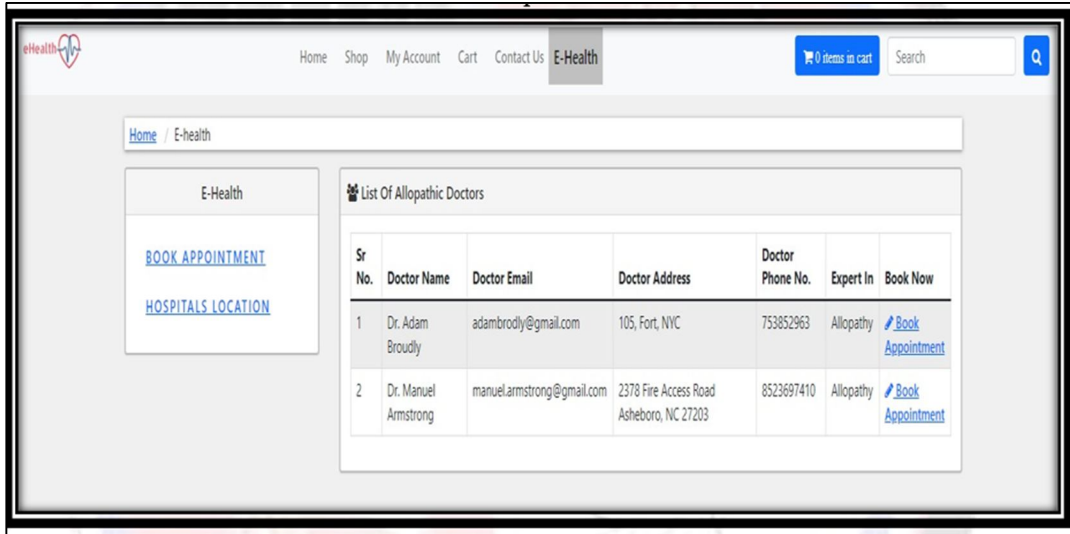 eHealth
Home Shop My Account Cart Contact Us E-Health
0 items in cart
Search
Home / E-health
E-Health
BOOK APPOINTMENT
HOSPITALS LOCATION
List Of Allopathic Doctors
Sr No. Doctor Name Doctor Email Doctor Address Doctor Phone No. Expert In Book Now
1 Dr. Adam Broudly adambrodly@gmail.com 105, Fort, NYC 753852963 Allopathy Book Appointment
2 Dr. Manuel Armstrong manuel.armstrong@gmail.com 2378 Fire Access Road Asheboro, NC 27203 8523697410 Allopathy Book Appointment